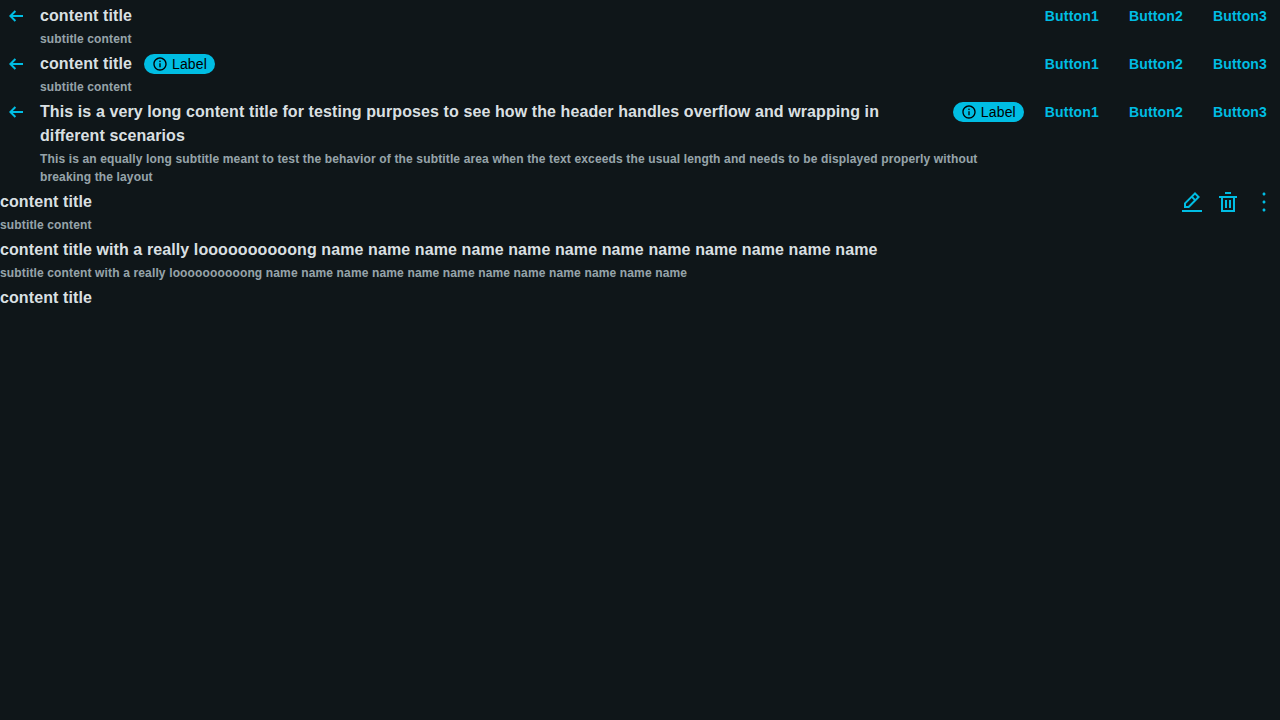 content title Button1 Button2 Button3
subtitle content
content title Label Button1 Button2 Button3
subtitle content
This is a very long content title for testing purposes to see how the header handles overflow and wrapping in Label Button1 Button2 Button3
different scenarios
This is an equally long subtitle meant to test the behavior of the subtitle area when the text exceeds the usual length and needs to be displayed properly without
breaking the layout
content title
subtitle content
content title with a really loooooooooong name name name name name name name name name name name name
subtitle content with a really loooooooooong name name name name name name name name name name name name
content title